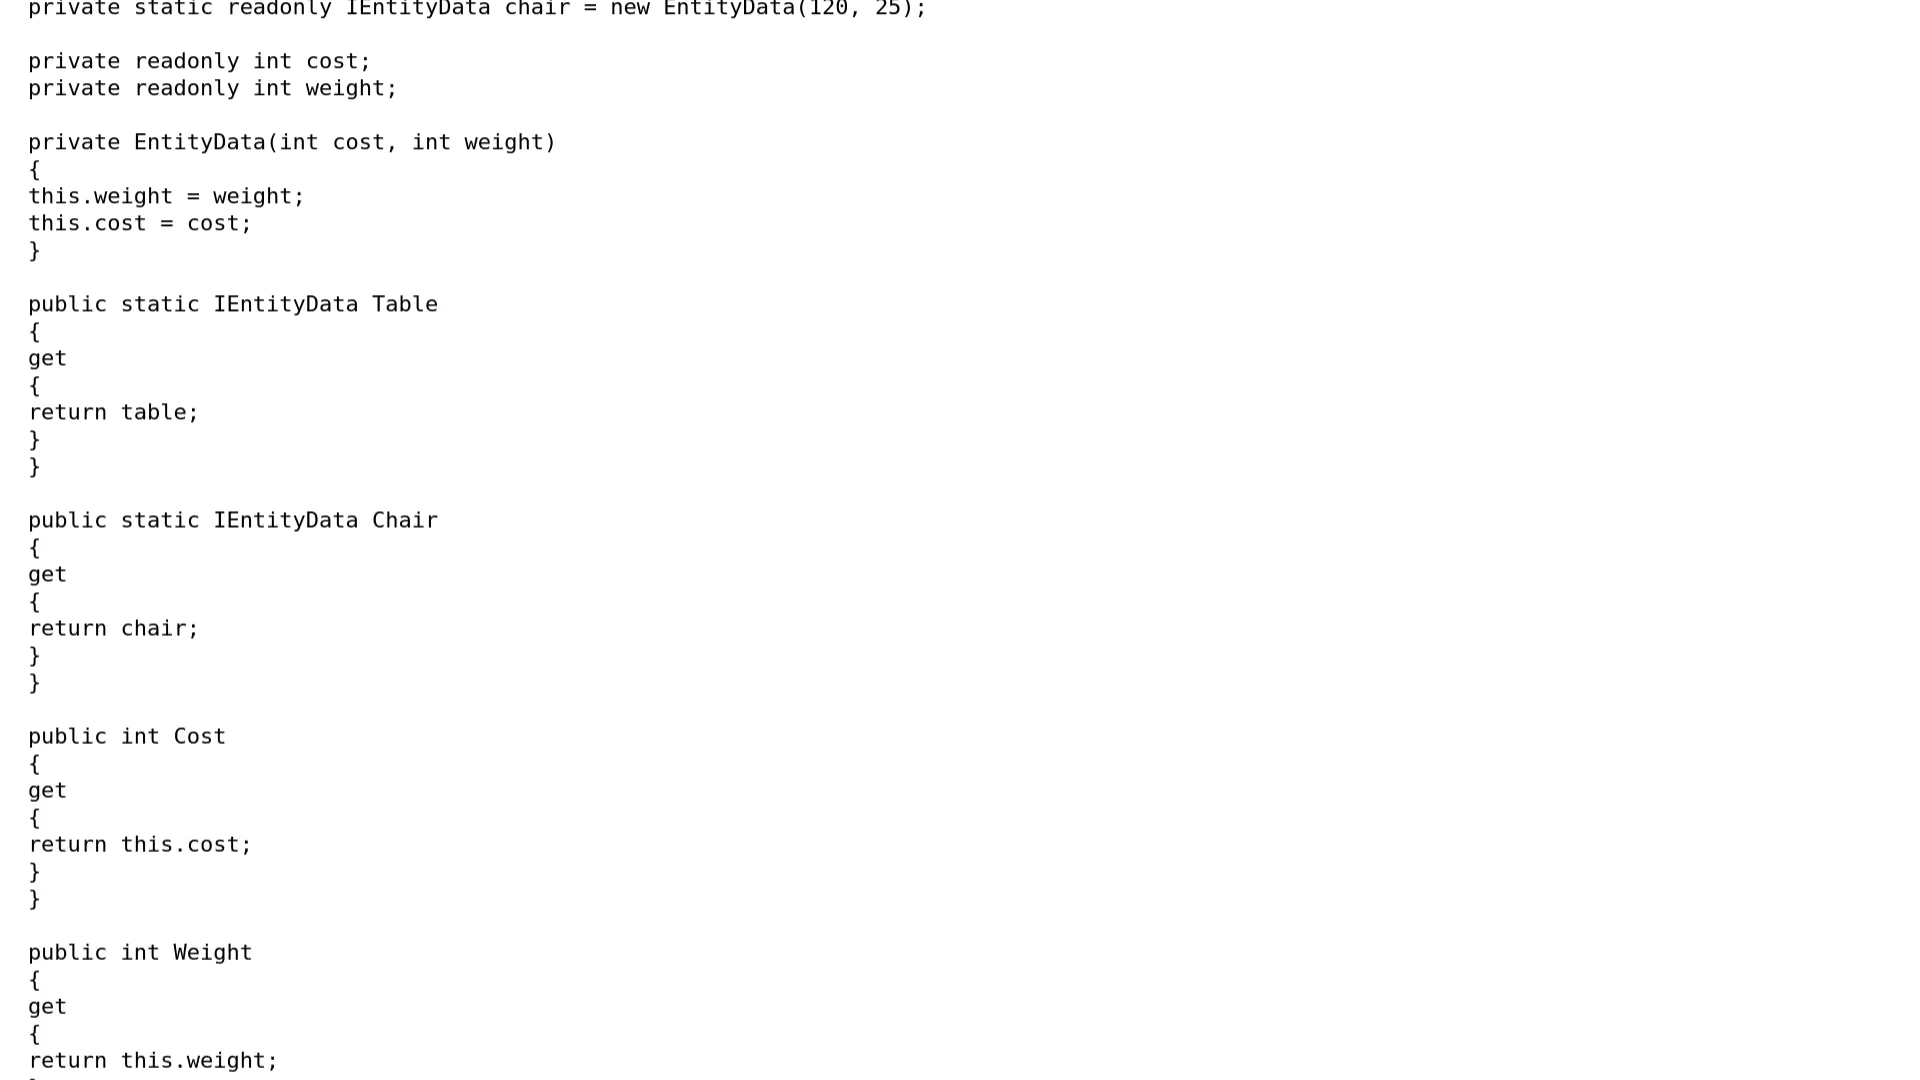 private static readonly IEntityData chair = new EntityData(120, 25);

private readonly int cost;
private readonly int weight;

private EntityData(int cost, int weight)
{
this.weight = weight;
this.cost = cost;
}

public static IEntityData Table
{
get
{
return table;
}
}

public static IEntityData Chair
{
get
{
return chair;
}
}

public int Cost
{
get
{
return this.cost;
}
}

public int Weight
{
get
{
return this.weight;